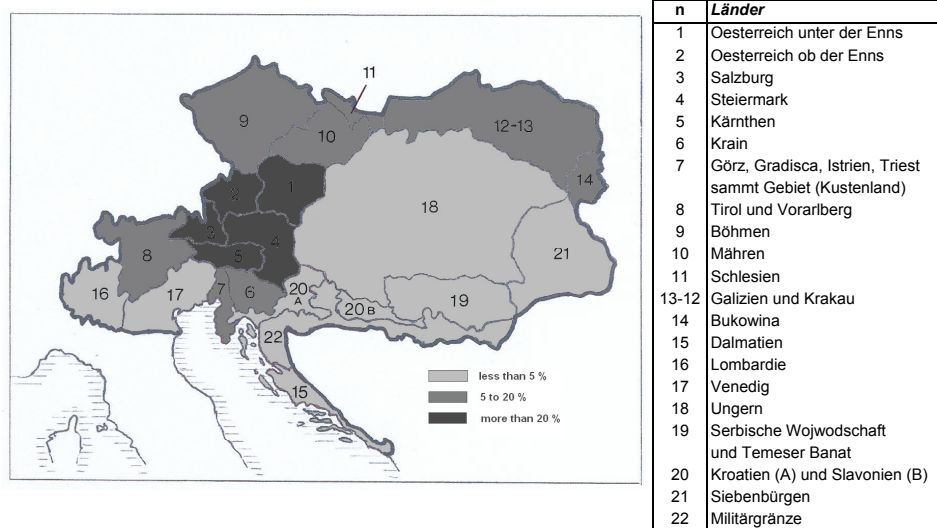 11
9
10
12-13
14
2
1
18
3
4
21
8
5
16
17
7
6
20
A
20 B
19
22
15
less than 5 %
5 to 20 %
more than 20 %
n Länder
1 Oesterreich unter der Enns
2 Oesterreich ob der Enns
3 Salzburg
4 Steiermark
5 Kärnthen
6 Krain
7 Görz, Gradisca, Istrien, Triest
sammt Gebiet (Kustenland)
8 Tirol und Vorarlberg
9 Böhmen
10 Mähren
11 Schlesien
13-12 Galizien und Krakau
14 Bukowina
15 Dalmatien
16 Lombardie
17 Venedig
18 Ungern
19 Serbische Wojwodschaft
und Temeser Banat
20 Kroatien (A) und Slavonien (B)
21 Siebenbürgen
22 Militärgränze